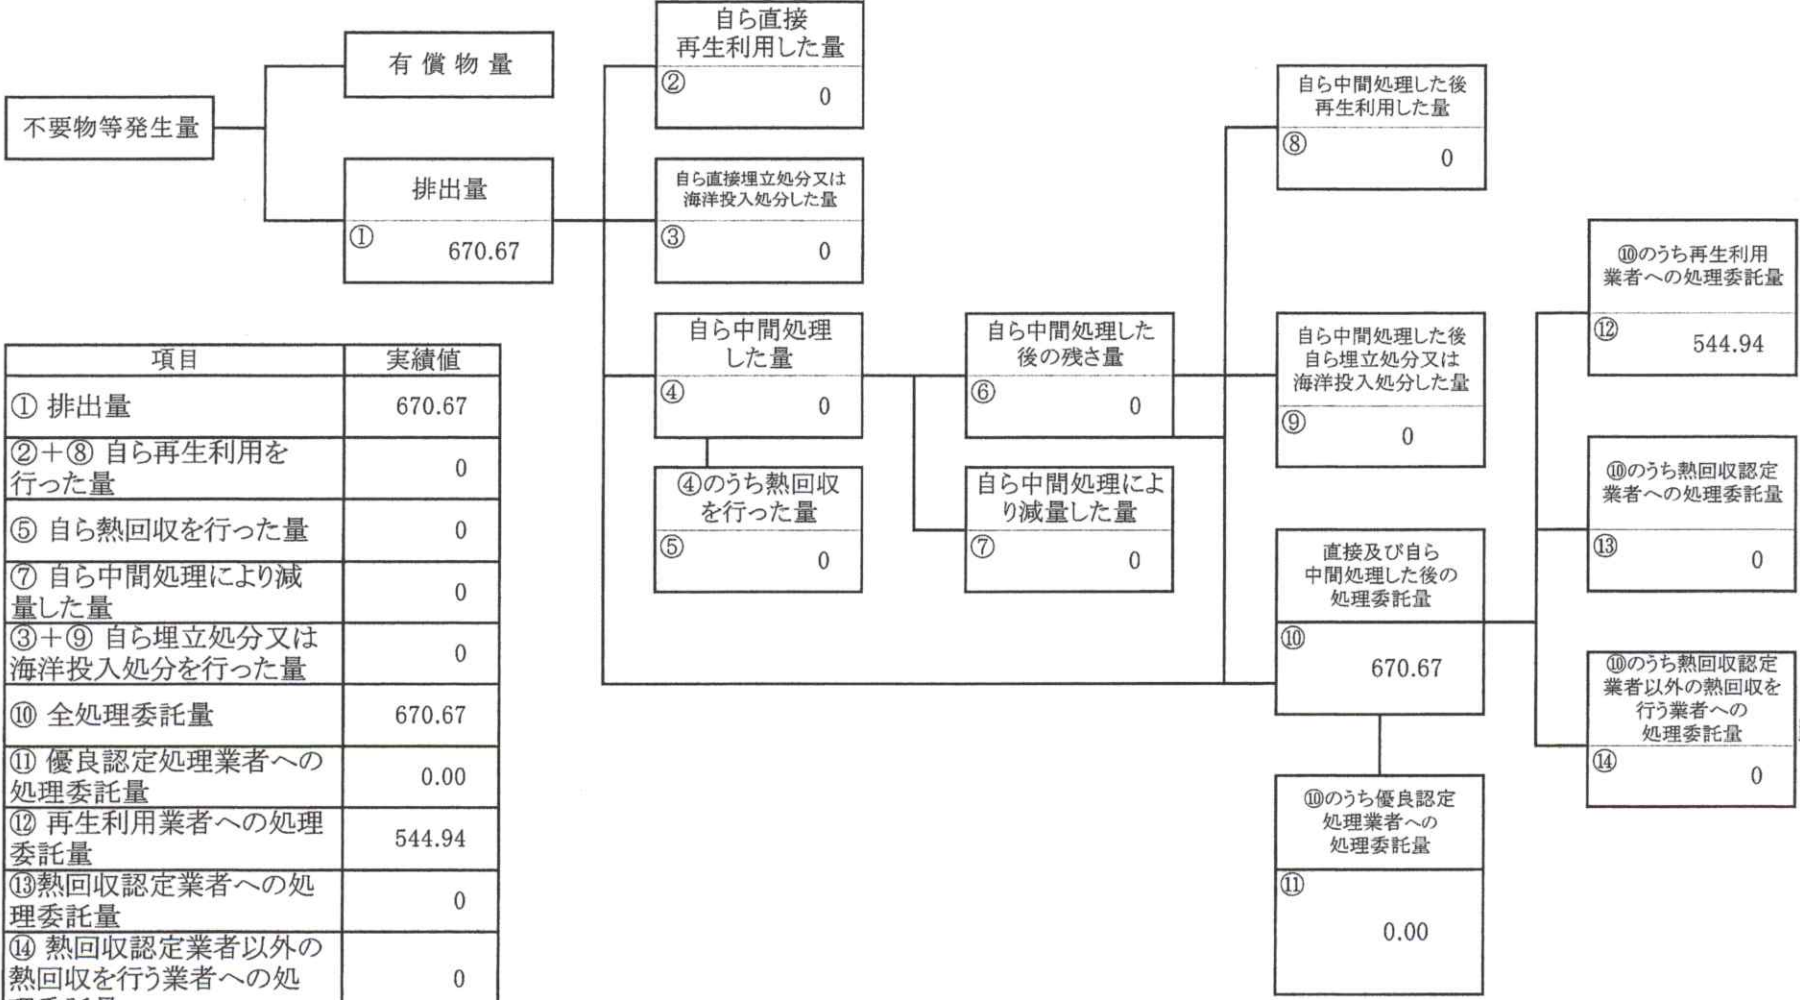 不要物等発生量
有償物量
排出量
①
670.67
自ら直接
再生利用した量
②
0
自ら直接埋立処分又は
海洋投入処分した量
③
0
自ら中間処理
した量
④
0
④のうち熱回収
を行った量
⑤
0
自ら中間処理した
後の残さ量
⑥
0
自ら中間処理によ
り減量した量
⑦
0
自ら中間処理した後
再生利用した量
⑧
0
自ら中間処理した後
自ら埋立処分又は
海洋投入処分した量
⑨
0
直接及び自ら
中間処理した後の
処理委託量
⑩
670.67
⑩のうち優良認定
処理業者への
処理委託量
⑪
0.00
⑩のうち再生利用
業者への処理委託量
⑫
544.94
⑩のうち熱回収認定
業者への処理委託量
⑬
0
⑩のうち熱回収認定
業者以外の熱回収を
行う業者への
処理委託量
⑭
0
項目 実績値
① 排出量 670.67
②＋⑧ 自ら再生利用を
行った量 0
⑤ 自ら熱回収を行った量 0
⑦ 自ら中間処理により減
量した量 0
③＋⑨ 自ら埋立処分又は
海洋投入処分を行った量 0
⑩ 全処理委託量 670.67
⑪ 優良認定処理業者への
処理委託量 0.00
⑫ 再生利用業者への処理
委託量 544.94
⑬熱回収認定業者への処
理委託量 0
⑭ 熱回収認定業者以外の
熱回収を行う業者への処 0